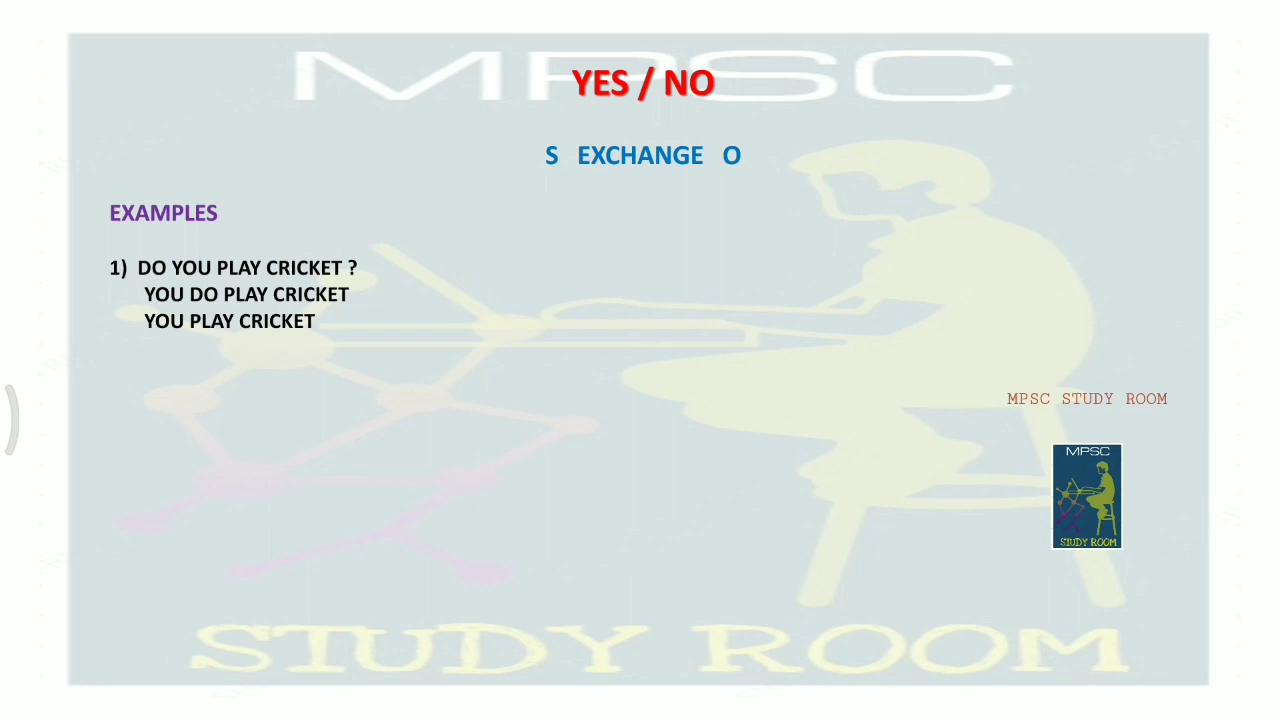 MPSC
YES / NO
S EXCHANGE O
EXAMPLES
1) DO YOU PLAY CRICKET ?
YOU DO PLAY CRICKET
YOU PLAY CRICKET
MPSC STUDY ROOM
MPSC
STUDY ROOM
STUDY ROOM